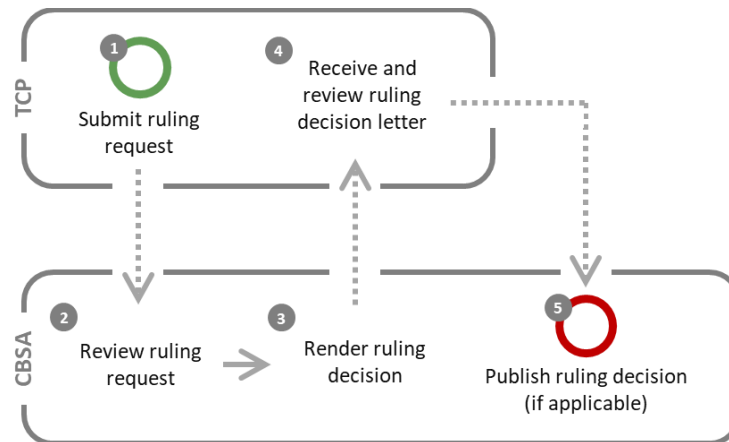 TCP
1
Submit ruling
request
4
Receive and
review ruling
decision letter
CBSA
2
Review ruling
request
3
Render ruling
decision
5
Publish ruling decision
(if applicable)